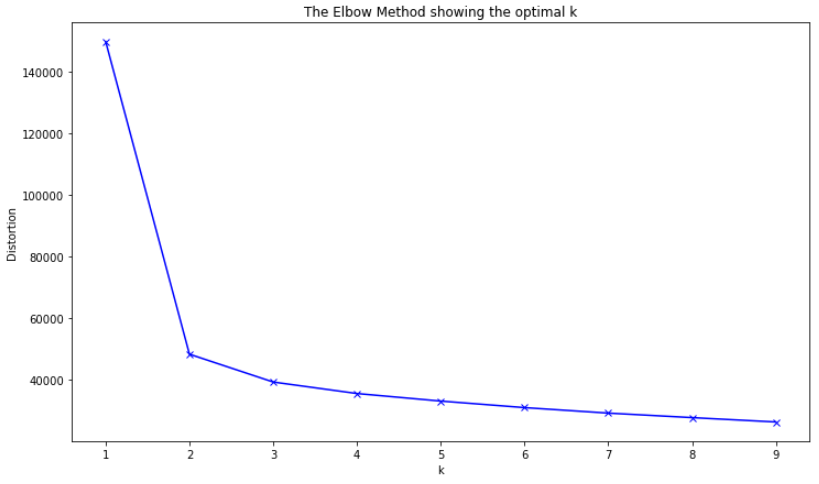 The Elbow Method showing the optimal k
140000
120000
100000
80000
60000
40000
Distortion
1 2 3 4 5 6 7 8 9
k